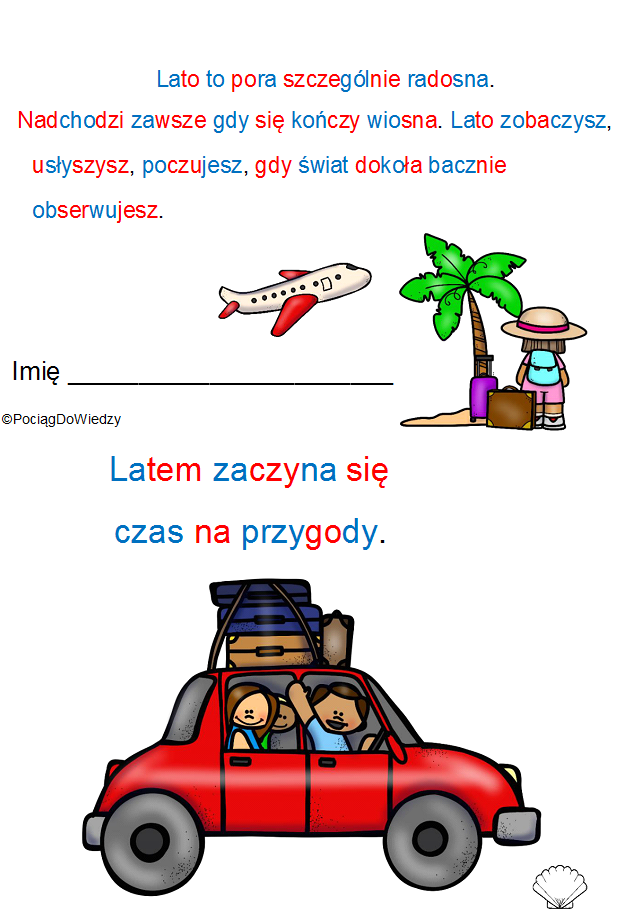 Lato to pora szczególnie radosna.
Nadchodzi zawsze gdy się kończy wiosna. Lato zobaczysz,
usłyszysz, poczujesz, gdy świat dokoła bacznie
obserwujesz.
Imię _______________________
©PociągDoWiedzy
Latem zaczyna się
czas na przygody.